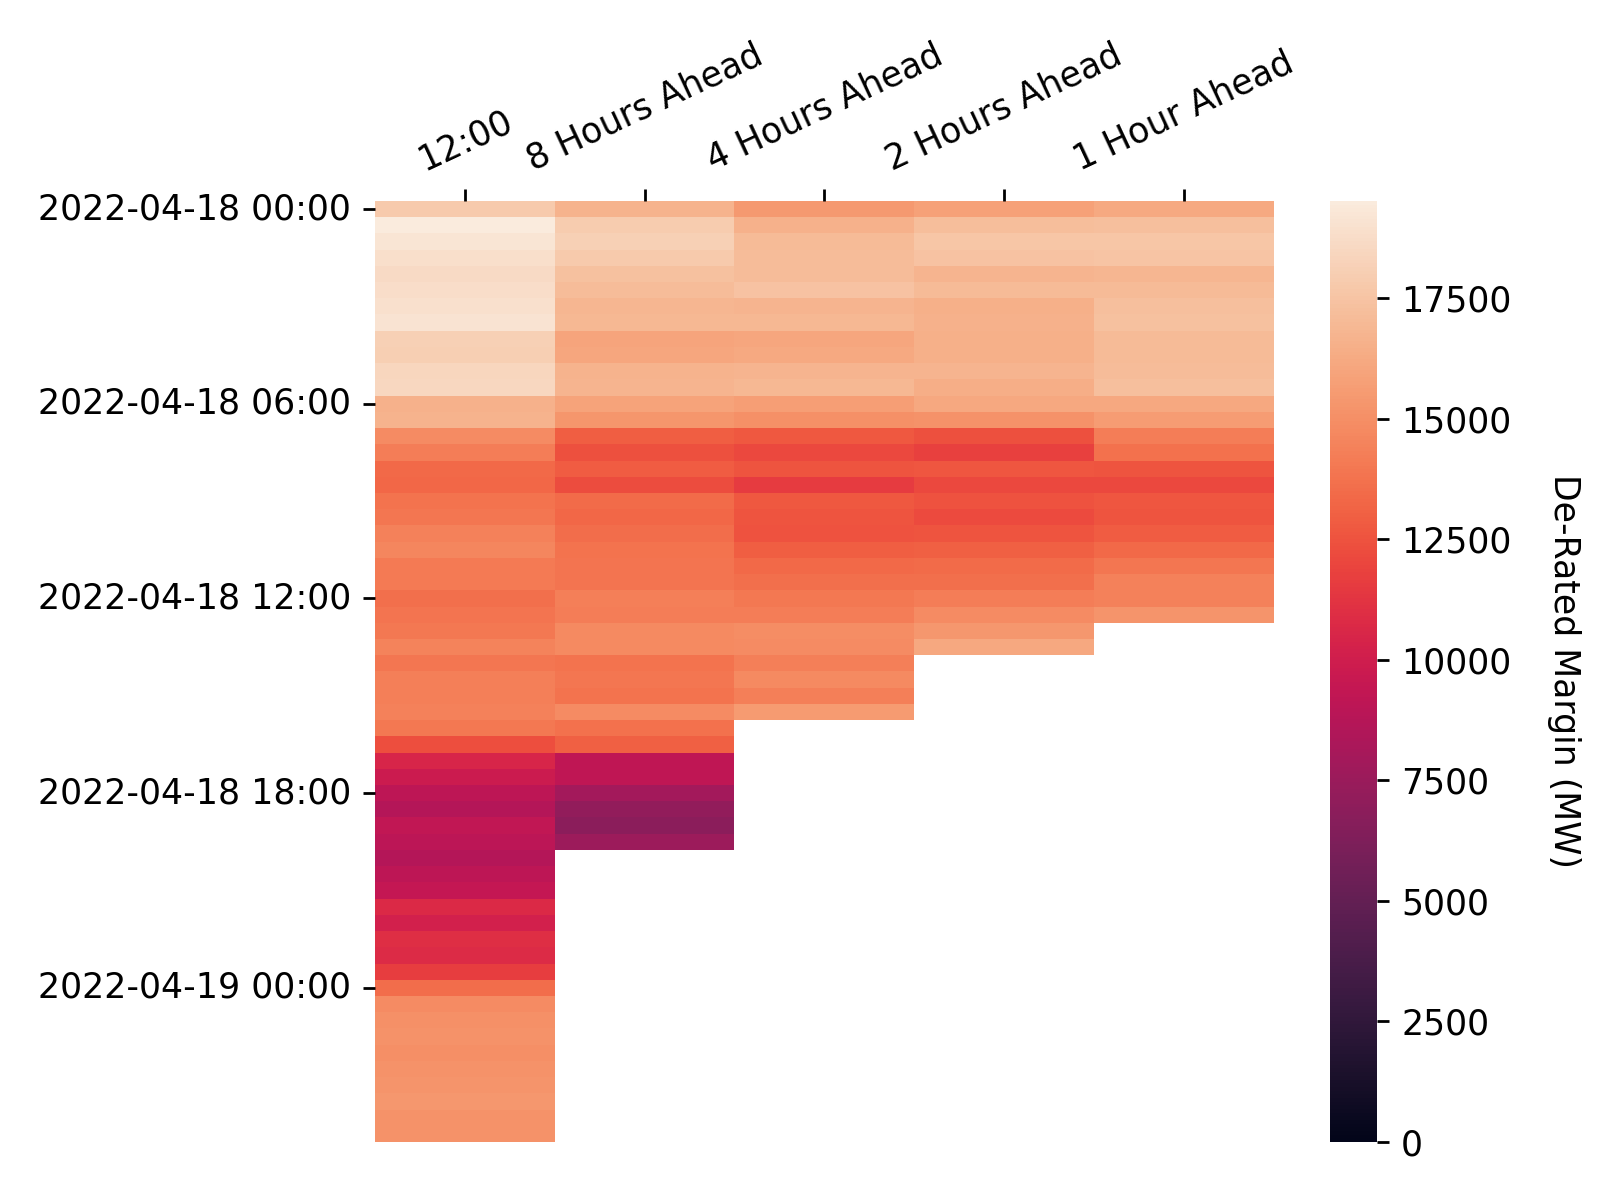 12:00
8 Hours Ahead
4 Hours Ahead
2 Hours Ahead
1 Hour Ahead
2022-04-18 00:00
2022-04-18 06:00
2022-04-18 12:00
2022-04-18 18:00
2022-04-19 00:00
17500
15000
12500
10000
7500
5000
2500
0
De-Rated Margin (MW)